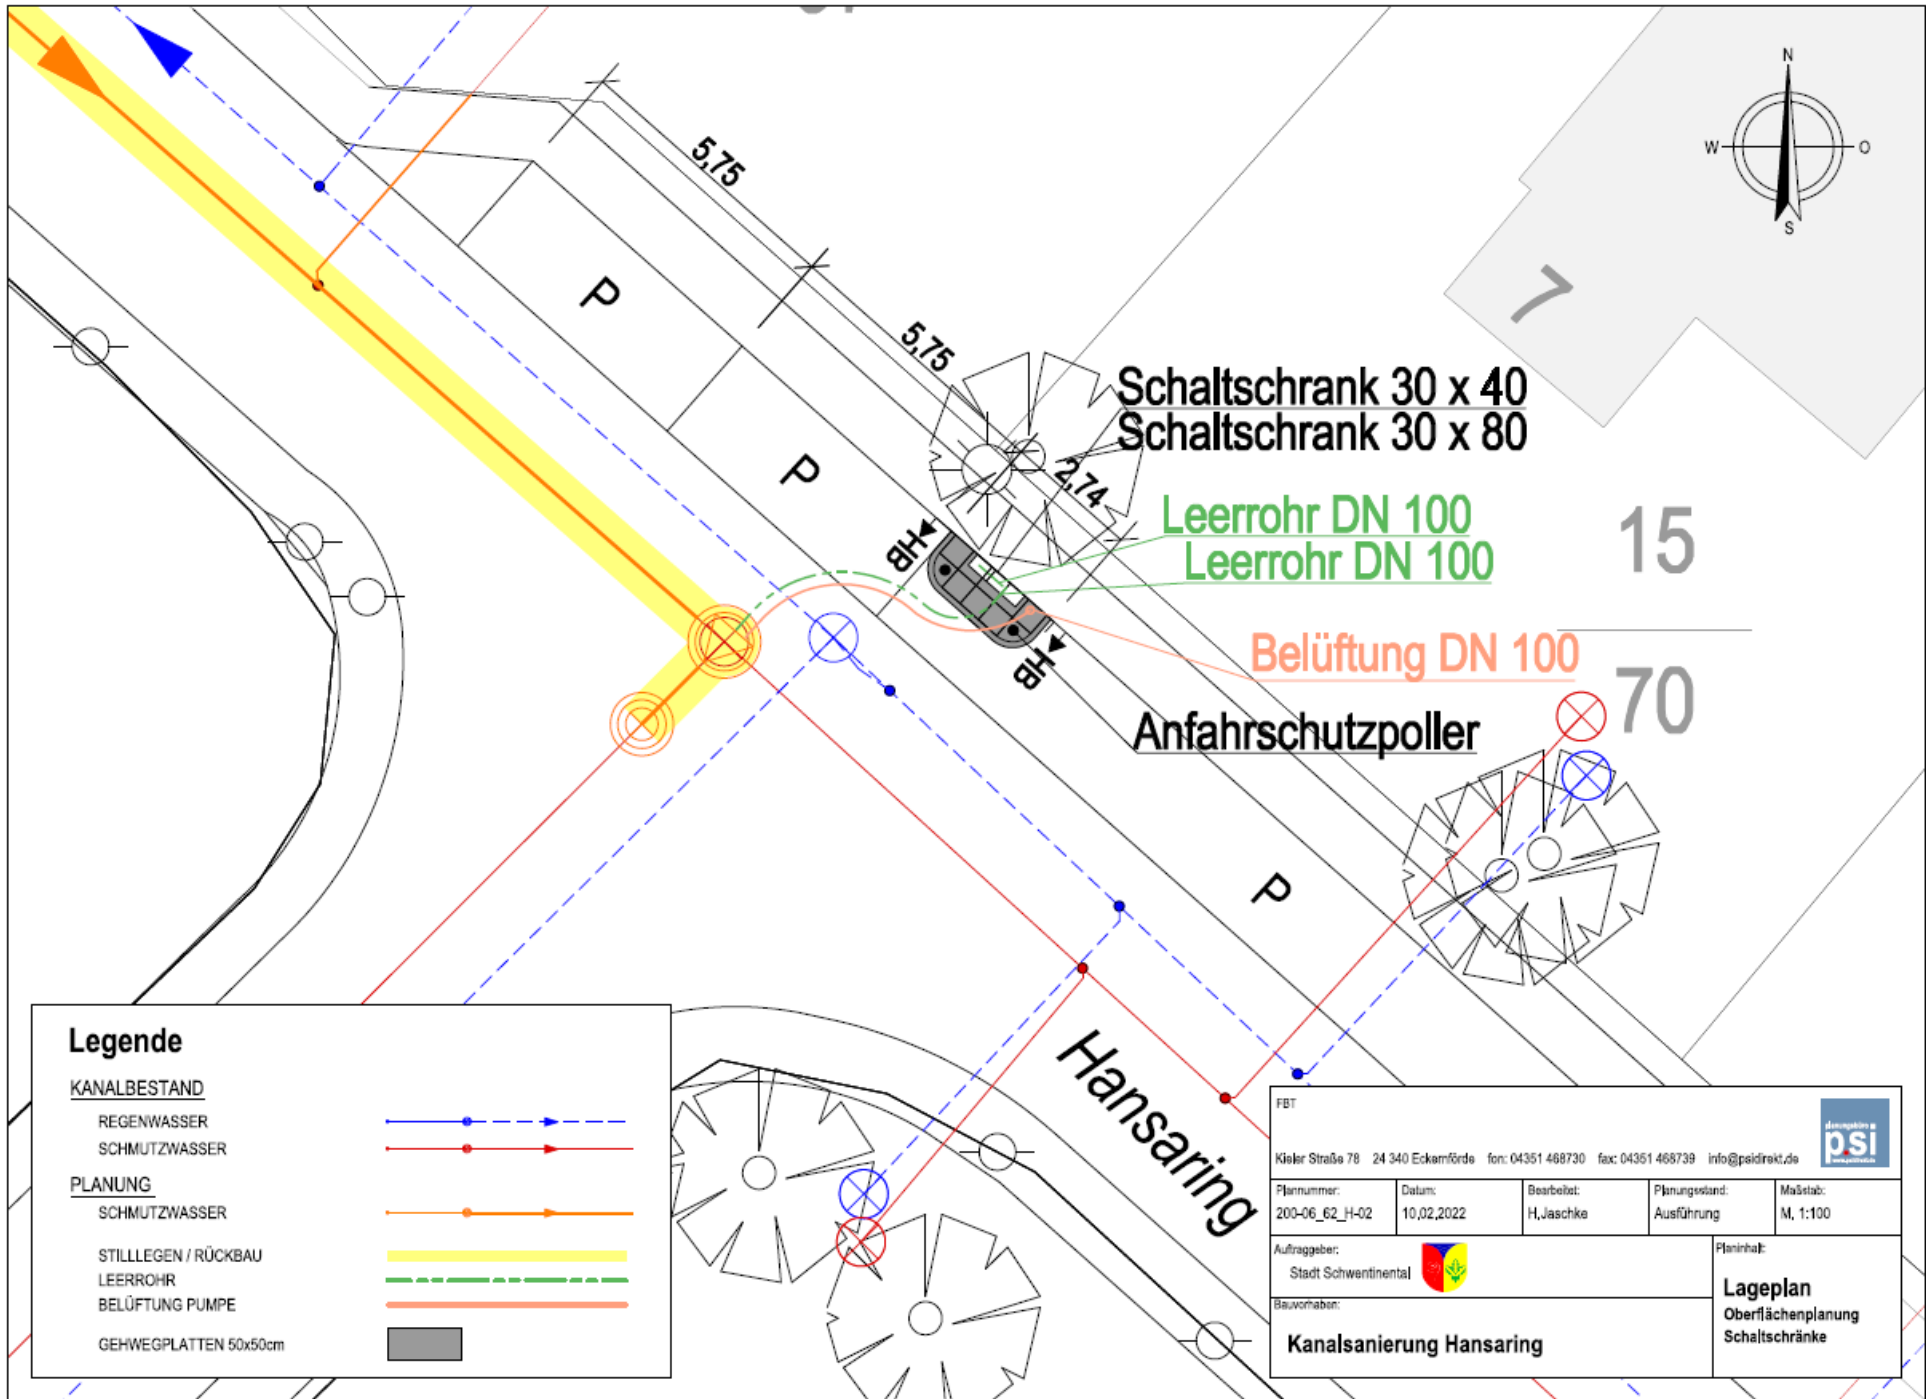 N
W
O
S
5,75
7
P
5,75
Schaltschrank 30 x 40
Schaltschrank 30 x 80
P
2,74
Leerrohr DN 100
15
HB
Leerrohr DN 100
Belüftung DN 100
HB
70
Anfahrschutzpoller
P
Hansaring
Legende
KANALBESTAND
REGENWASSER
SCHMUTZWASSER
PLANUNG
SCHMUTZWASSER
STILLLEGEN / RÜCKBAU
LEERROHR
BELÜFTUNG PUMPE
GEHWEGPLATTEN 50x50cm
FBT
planungsbüro
psi
Kieler Straße 78 24 340 Eckernförde fon: 04351 468730 fax: 04351 468739 info@psidirekt.de
Plannummer: Datum: Bearbeitet: Planungsstand: Maßstab:
200-06_62_H-02 10,02,2022 H,Jaschke Ausführung M, 1:100
Auftraggeber:
Stadt Schwentinental
Planinhalt:
Lageplan
Oberflächenplanung
Schaltschränke
Bauvorhaben:
Kanalsanierung Hansaring